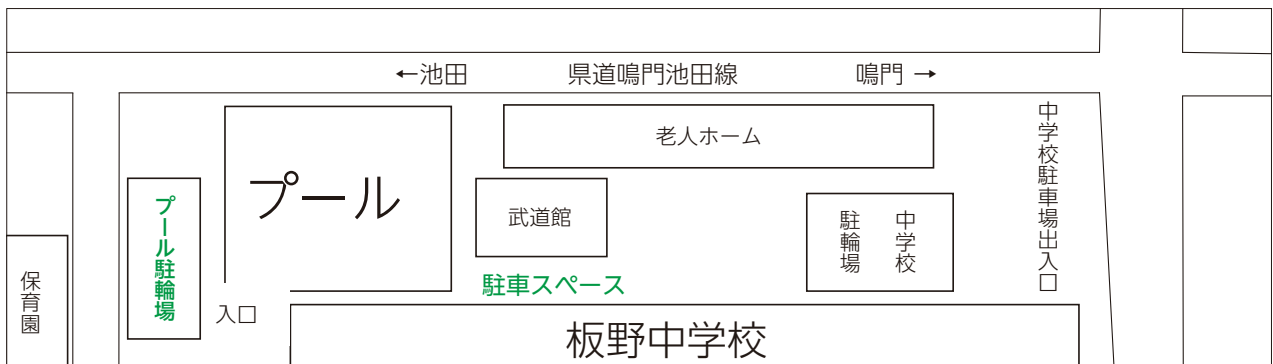 ←池田 県道鳴門池田線 鳴門→
老人ホーム
プール
武道館
中学校
駐輪場
中学校駐車場出入口
プール駐輪場
保育園
駐車スペース
入口
板野中学校